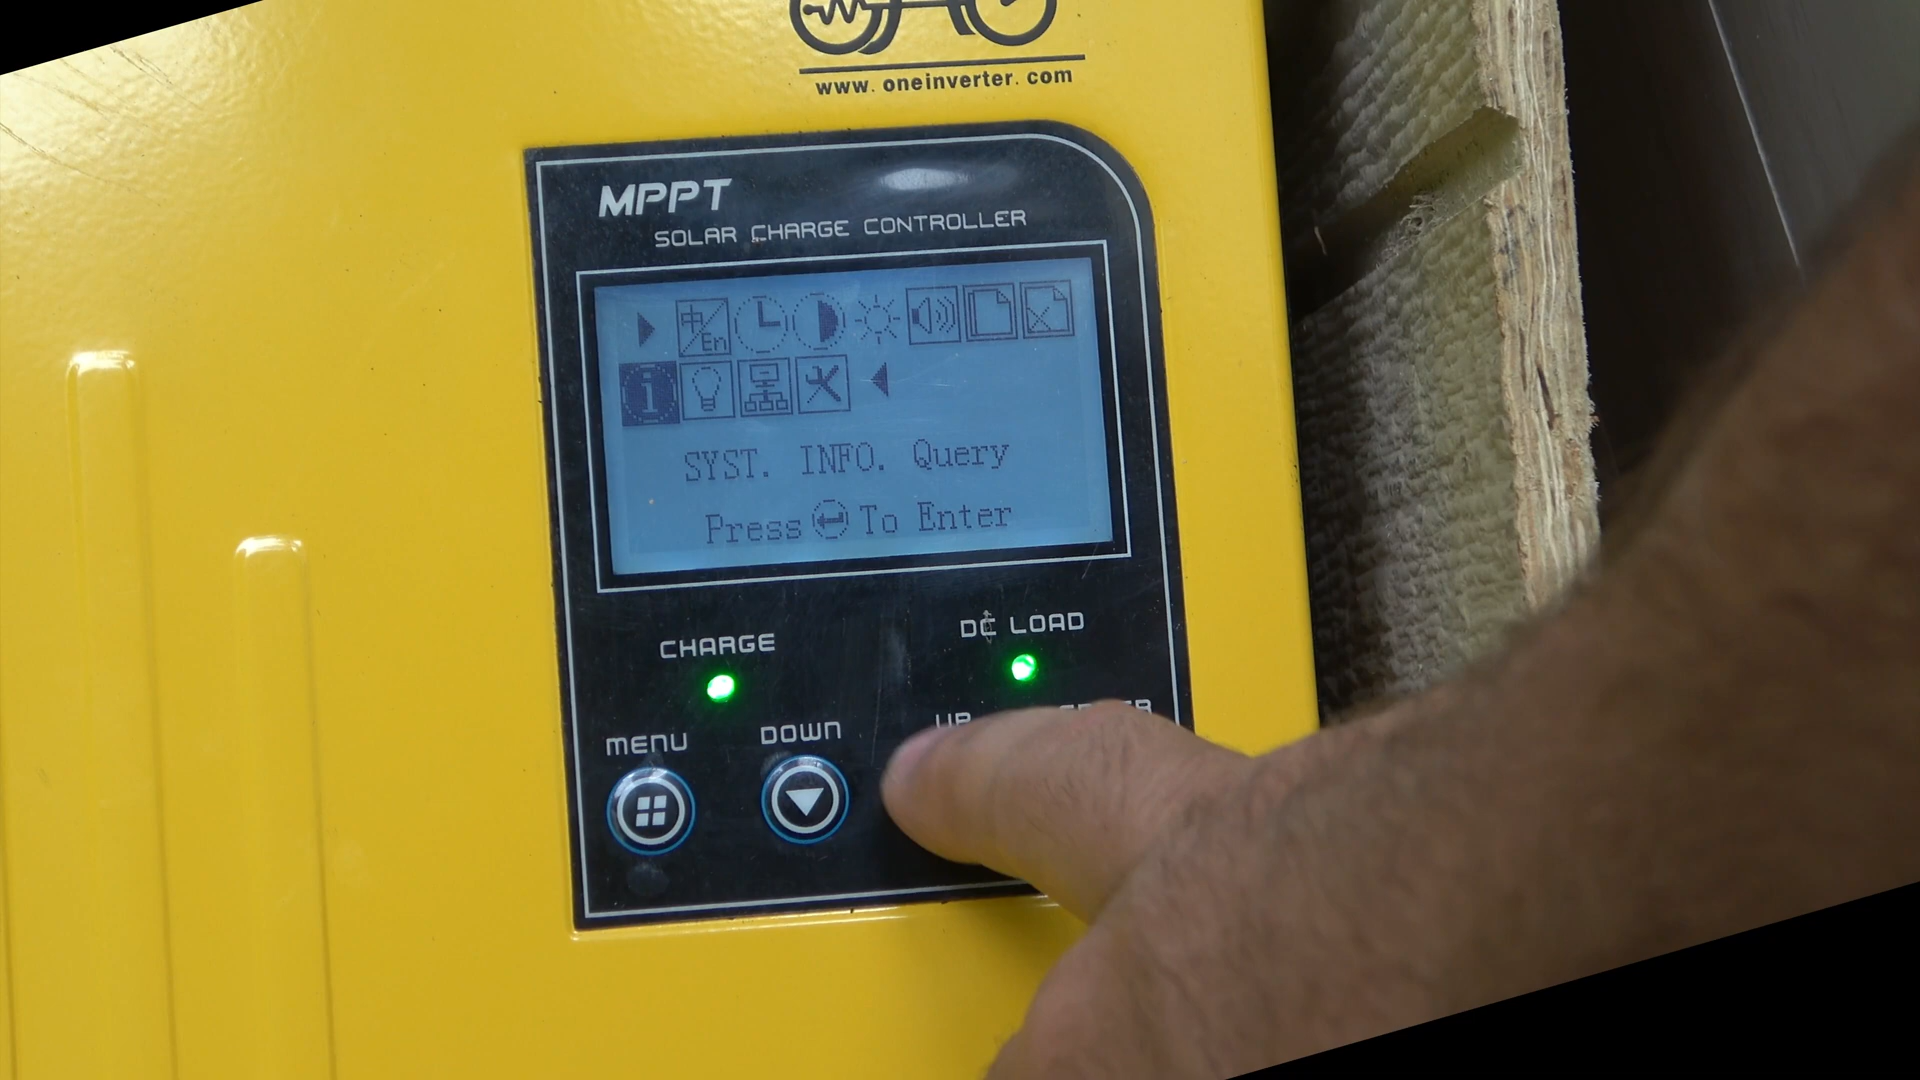 www. oneinverter. com
MPPT
SOLAR CHARGE CONTROLLER
中/En
i
SYST. INFO. Query
Press To Enter
CHARGE
DC LOAD
MENU
DOWN
UP